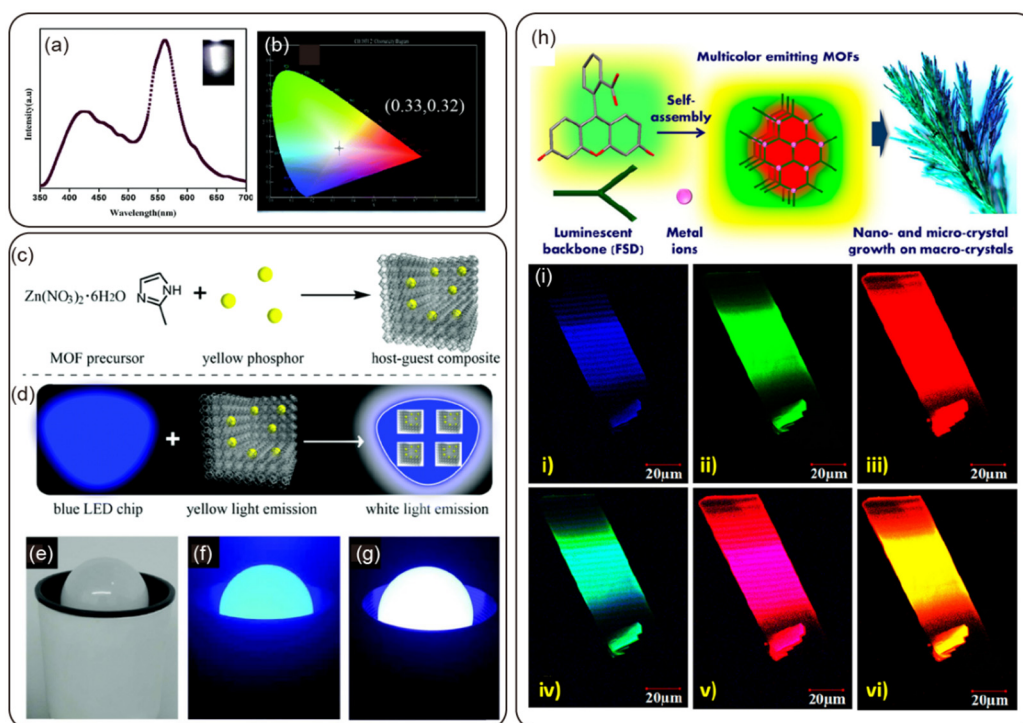 (a)
Intensity(a.u)
350 400 450 500 550 600 650 700
Wavelength(nm)
(b)
(0.33,0.32)
(c)
Zn(NO3)2·6H2O
N
NH
+
MOF precursor
yellow phosphor
host-guest composite
(d)
+
blue LED chip
yellow light emission
white light emission
(e)
(f)
(g)
(h)
Multicolor emitting MOFs
Self-
assembly
Luminescent
backbone (FSD)
Metal
ions
Nano- and micro-crystal
growth on macro-crystals
(i)
i)
20μm
ii)
20μm
iii)
20μm
iv)
20μm
v)
20μm
vi)
20μm